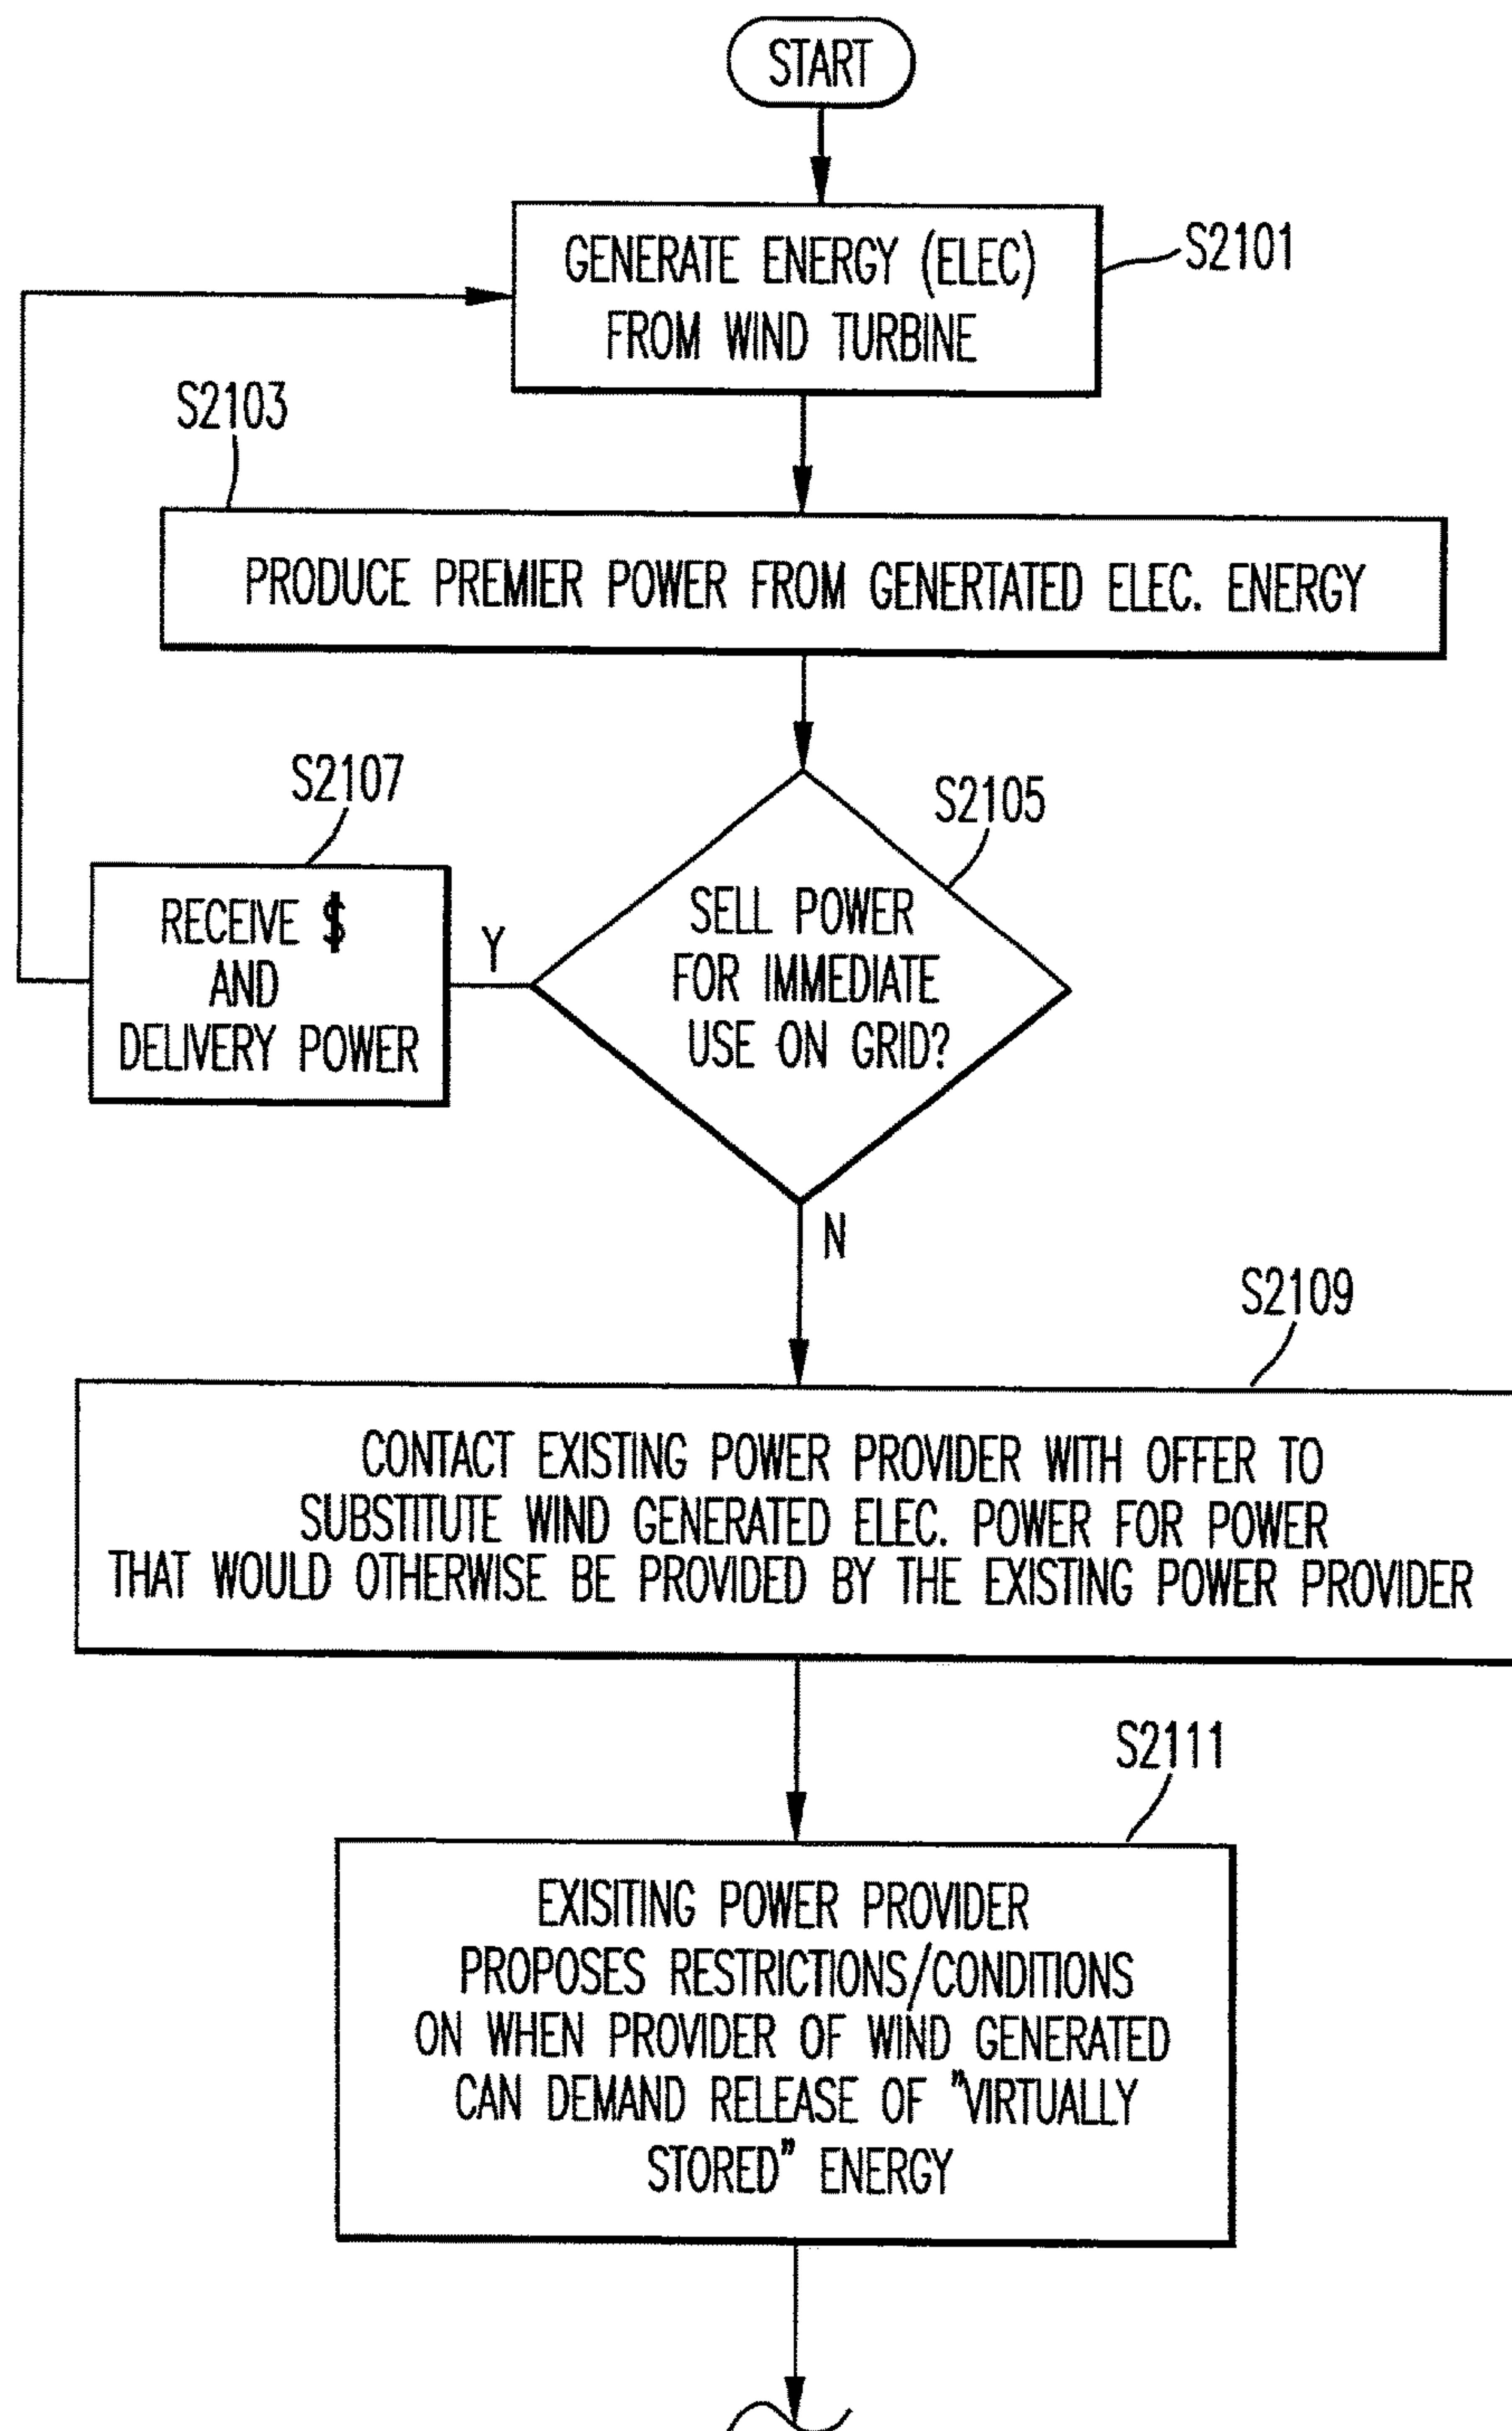 START
GENERATE ENERGY (ELEC)
FROM WIND TURBINE
S2101
S2103
PRODUCE PREMIER POWER FROM GENERTATED ELEC. ENERGY
S2107
S2105
RECEIVE $
AND
DELIVERY POWER
Y
SELL POWER
FOR IMMEDIATE
USE ON GRID?
N
S2109
CONTACT EXISTING POWER PROVIDER WITH OFFER TO
SUBSTITUTE WIND GENERATED ELEC. POWER FOR POWER
THAT WOULD OTHERWISE BE PROVIDED BY THE EXISTING POWER PROVIDER
S2111
EXISITING POWER PROVIDER
PROPOSES RESTRICTIONS/CONDITIONS
ON WHEN PROVIDER OF WIND GENERATED
CAN DEMAND RELEASE OF "VIRTUALLY
STORED" ENERGY